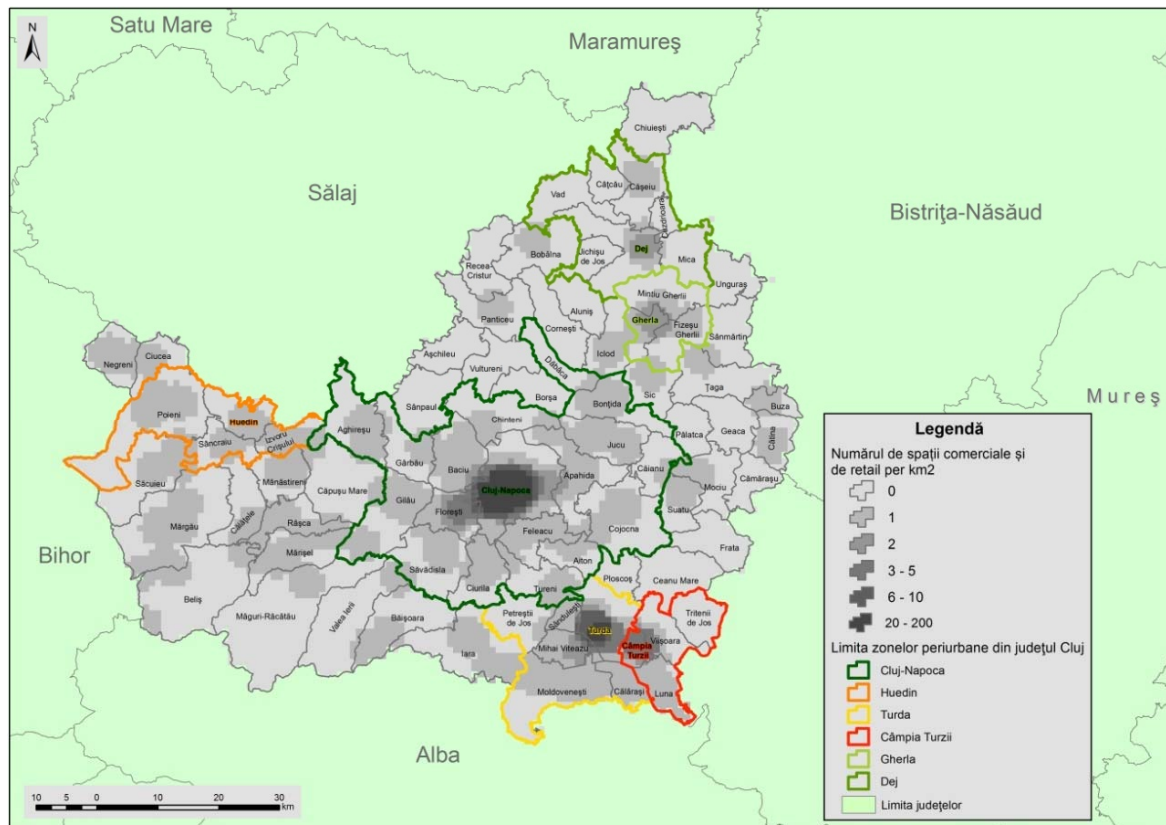 N
Satu Mare
Maramureş
Sălaj
Bistriţa-Năsăud
Mureş
Bihor
Alba
Chiuieşti
Câţcău
Căşeiu
Vad
Dej
Mica
Bobâlna
Jichişu
de Jos
Unguraş
Recea-
Cristur
Mintiu Gherlii
Panticeu
Aluniş
Gherla
Fizeşu
Gherlii
Sânmărtin
Corneşti
Iclod
Aşchileu
Dăbâca
Vultureni
Negreni
Ciucea
Sic
Ţaga
Borşa
Bonţida
Buza
Sânpaul
Poieni
Huedin
Chinteni
Aghireşu
Geaca
Pălatca
Cătina
Izvoru
Crişului
Sâncraiu
Jucu
Gârbău
Baciu
Căianu
Apahida
Mociu
Cămăraşu
Săcuieu
Mănăstireni
Căpuşu Mare
Cluj-Napoca
Gilău
Floreşti
Suatu
Mărgău
Călăţele
Râşca
Feleacu
Cojocna
Mărişel
Săvădisla
Aiton
Frata
Ciurila
Tureni
Ploscoş
Ceanu Mare
Beliş
Măguri-Răcătău
Valea Ierii
Băişoara
Petreştii
de Jos
Sănduleşti
Turda
Tritenii
de Jos
Iara
Mihai Viteazu
Câmpia
Turzii
Viişoara
Moldoveneşti
Călăraşi
Luna
Legendă
Numărul de spații comerciale și
de retail per km2
0
1
2
3 - 5
6 - 10
20 - 200
Limita zonelor periurbane din judeţul Cluj
Cluj-Napoca
Huedin
Turda
Câmpia Turzii
Gherla
Dej
Limita judeţelor
10 5 0 10 20 30
km